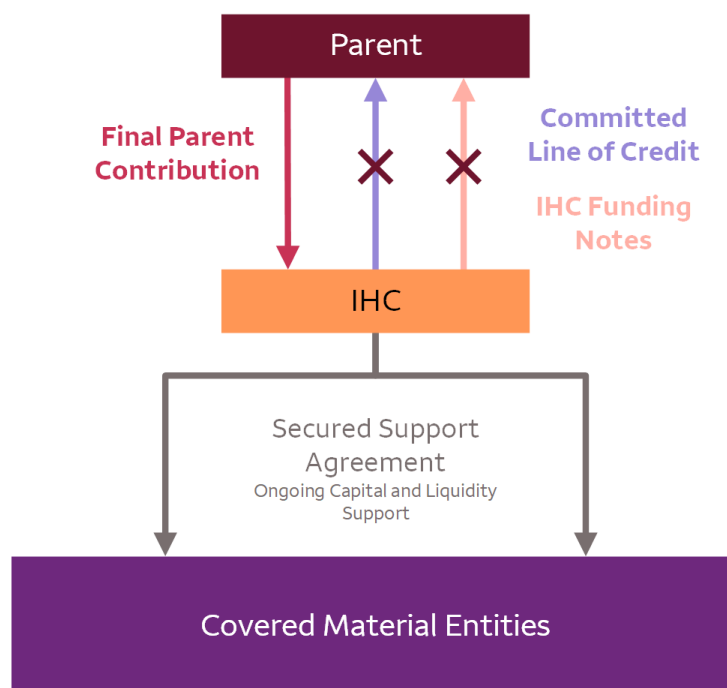 Parent
Final Parent
Contribution
Committed
Line of Credit
IHC Funding
Notes
IHC
Secured Support
Agreement
Ongoing Capital and Liquidity
Support
Covered Material Entities